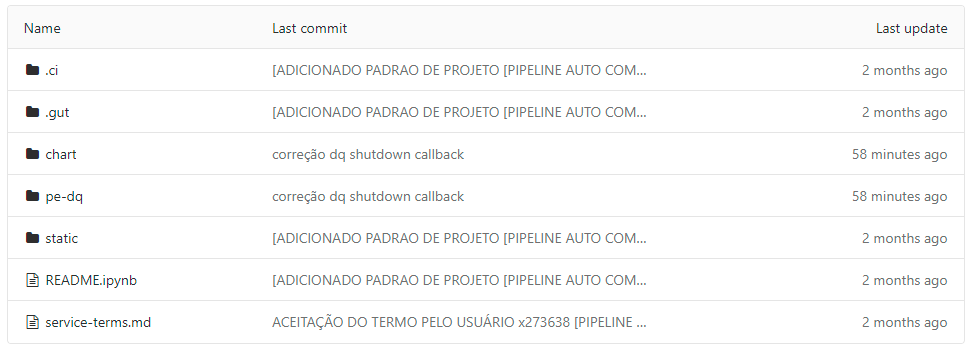 Name Last commit Last update
.ci [ADICIONADO PADRAO DE PROJETO [PIPELINE AUTO COM... 2 months ago
.gut [ADICIONADO PADRAO DE PROJETO [PIPELINE AUTO COM... 2 months ago
chart correção dq shutdown callback 58 minutes ago
pe-dq correção dq shutdown callback 58 minutes ago
static [ADICIONADO PADRAO DE PROJETO [PIPELINE AUTO COM... 2 months ago
README.ipynb [ADICIONADO PADRAO DE PROJETO [PIPELINE AUTO COM... 2 months ago
service-terms.md ACEITAÇÃO DO TERMO PELO USUÁRIO x273638 [PIPELINE ... 2 months ago